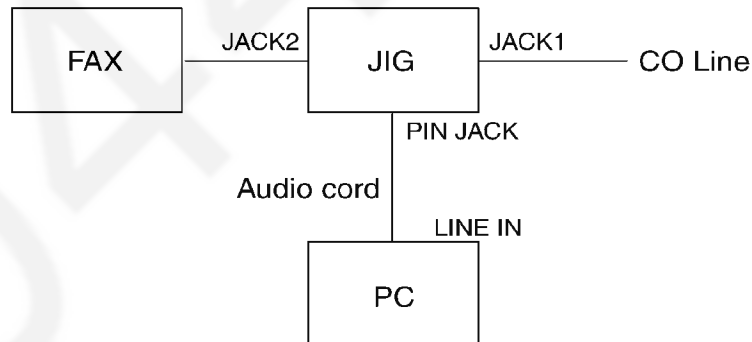 FAX
JACK2
JIG
JACK1
CO Line
PIN JACK
Audio cord
LINE IN
PC